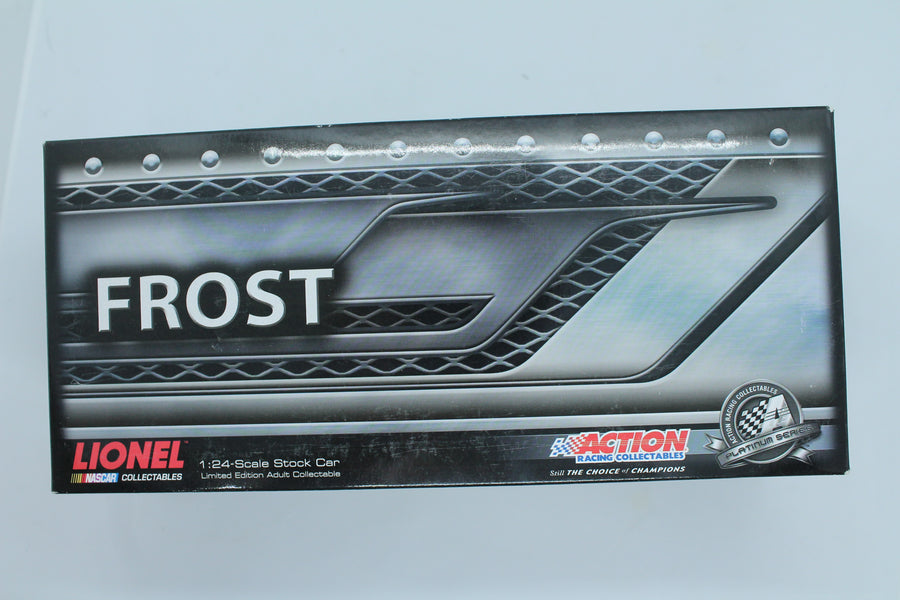 FROST
LIONEL™
NASCAR COLLECTABLES
1:24-Scale Stock Car
Limited Edition Adult Collectable
ACTION
RACING COLLECTABLES
Still THE CHOICE of CHAMPIONS
ACTION RACING COLLECTABLES
PLATINUM SERIES